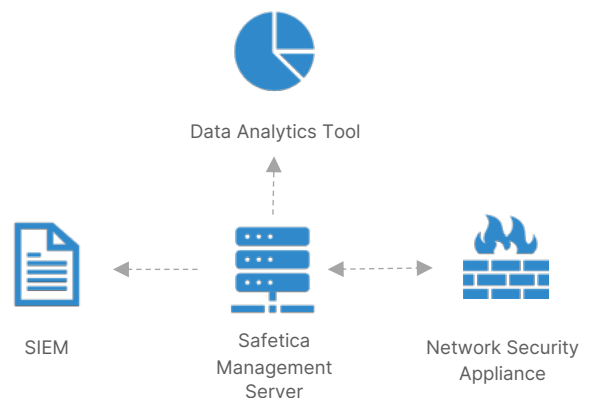 Data Analytics Tool
SIEM
Safetica
Management
Server
Network Security
Appliance